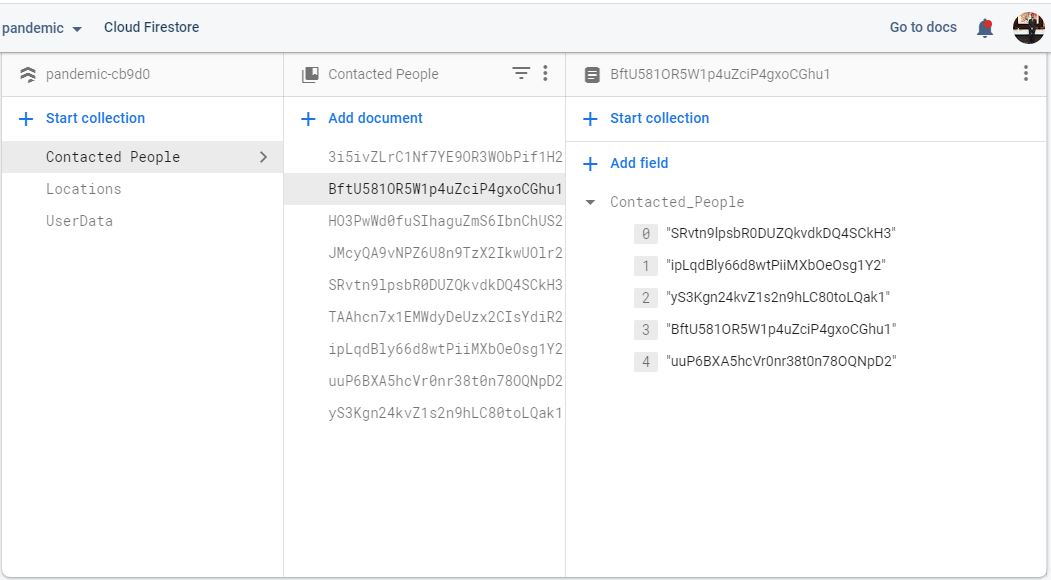 pandemic Cloud Firestore Go to docs
pandemic-cb9d0
Start collection
Contacted People
Locations
UserData
Contacted People
Add document
3i5ivZLrC1Nf7YE9OR3WObPif1H2
BftU581OR5W1p4uZciP4gxoCGhu1
HO3PwWd0fuSIhaguZmS6IbnChUS2
JMcyQA9vNPZ6U8n9TzX2IkwUOlr2
SRvtn9lpsbR0DUZQkvdkDQ4SCkH3
TAAhcn7x1EMWdyDeUzx2CIsYdiR2
ipLqdBly66d8wtPiiMXbOeOsg1Y2
uuP6BXA5hcVr0nr38t0n78OQNpD2
yS3Kgn24kvZ1s2n9hLC80toLQak1
BftU581OR5W1p4uZciP4gxoCGhu1
Start collection
Add field
Contacted_People
0 "SRvtn9lpsbR0DUZQkvdkDQ4SCkH3"
1 "ipLqdBly66d8wtPiiMXbOeOsg1Y2"
2 "yS3Kgn24kvZ1s2n9hLC80toLQak1"
3 "BftU581OR5W1p4uZciP4gxoCGhu1"
4 "uuP6BXA5hcVr0nr38t0n78OQNpD2"